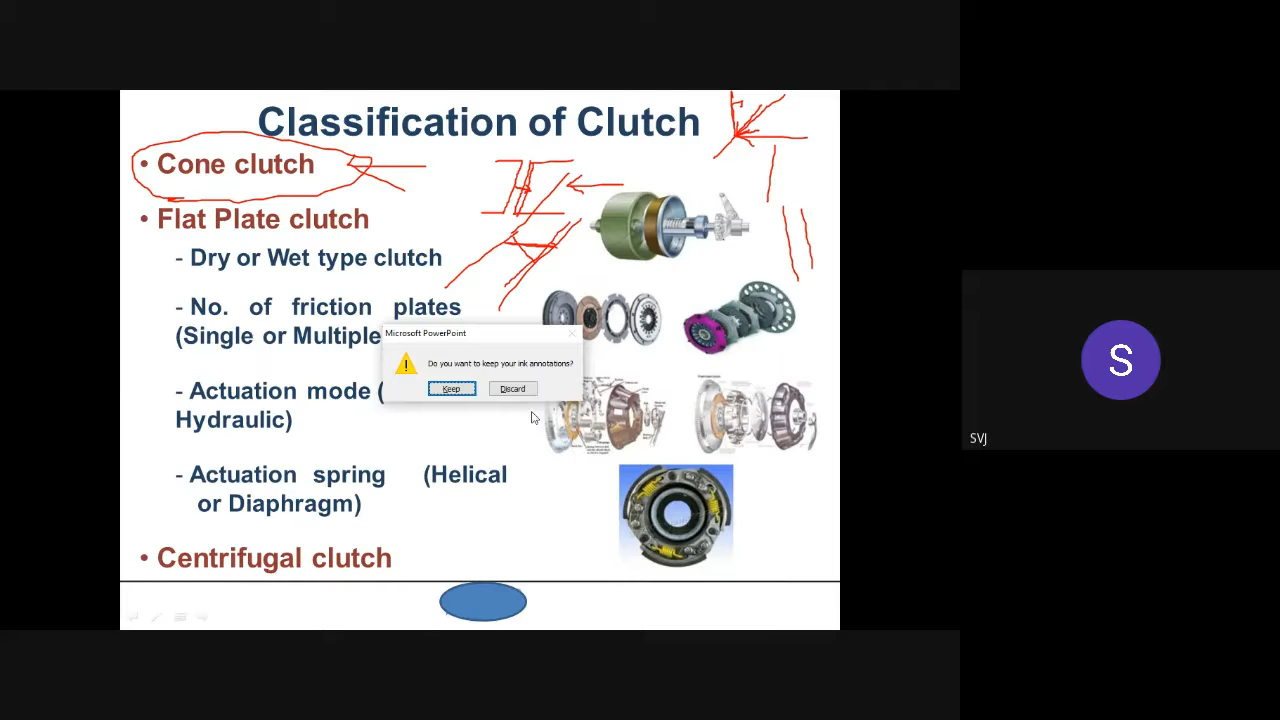 Classification of Clutch
• Cone clutch
• Flat Plate clutch
- Dry or Wet type clutch
- No. of friction plates
(Single or Multiple
- Actuation mode (
Hydraulic)
- Actuation spring (Helical
or Diaphragm)
• Centrifugal clutch
Microsoft PowerPoint
Do you want to keep your ink annotations?
Keep
Discard
S
SVJ